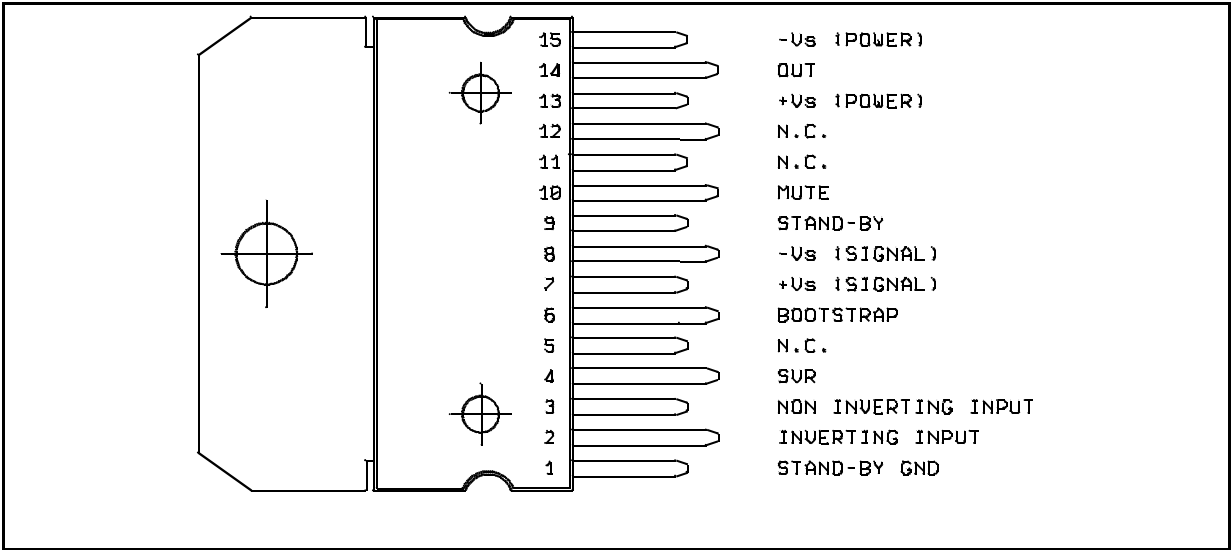 15 -Vs (POWER)
14 OUT
13 +Vs (POWER)
12 N.C.
11 N.C.
10 MUTE
9 STAND-BY
8 -Vs (SIGNAL)
7 +Vs (SIGNAL)
6 BOOTSTRAP
5 N.C.
4 SVR
3 NON INVERTING INPUT
2 INVERTING INPUT
1 STAND-BY GND